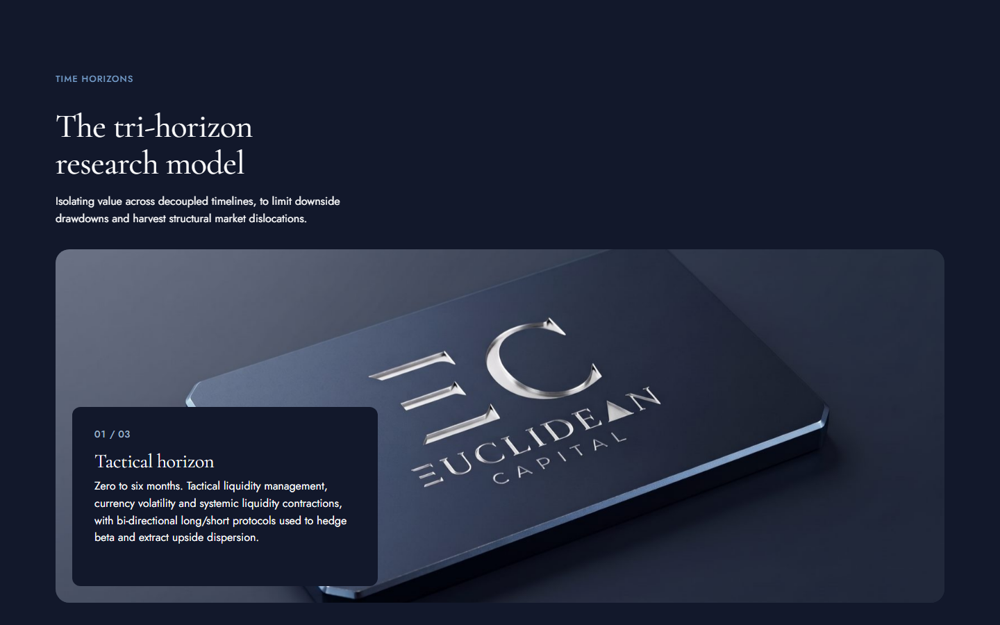 TIME HORIZONS
The tri-horizon
research model
Isolating value across decoupled timelines, to limit downside
drawdowns and harvest structural market dislocations.
EC
EUCLIDEAN
CAPITAL
01 / 03
Tactical horizon
Zero to six months. Tactical liquidity management,
currency volatility and systemic liquidity contractions,
with bi-directional long/short protocols used to hedge
beta and extract upside dispersion.